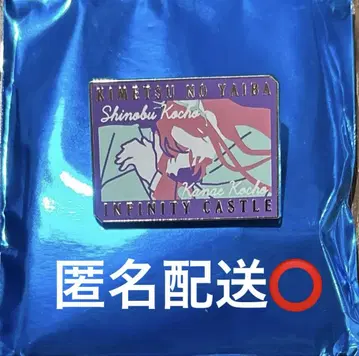 KIMETSU NO YAIBA
Shinobu Kocho
Kanae Kocho
INFINITY CASTLE
匿名配送⭕